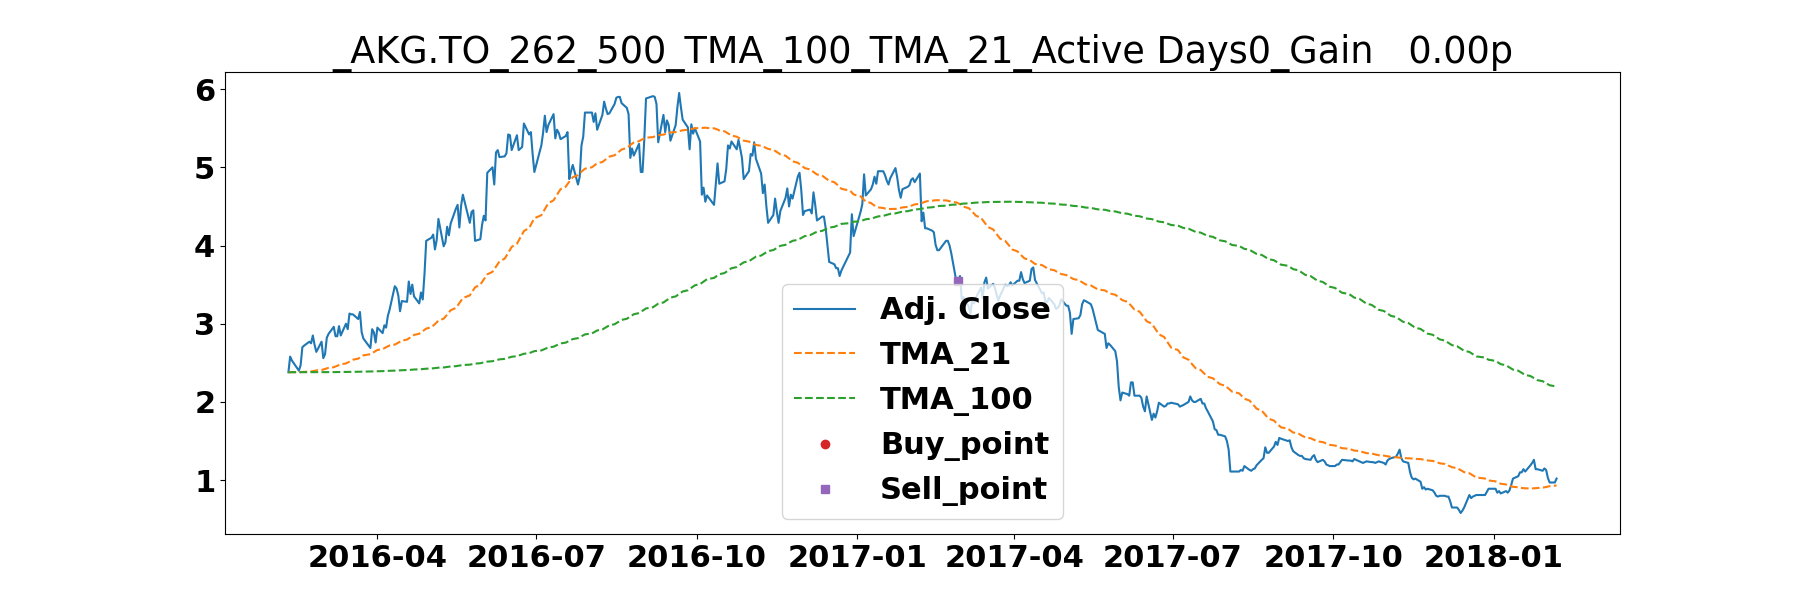 _AKG.TO_262_500_TMA_100_TMA_21_Active Days0_Gain   0.00p
6
5
4
3
2
1
Adj. Close
TMA_21
TMA_100
Buy_point
Sell_point
2016-04 2016-07 2016-10 2017-01 2017-04 2017-07 2017-10 2018-01